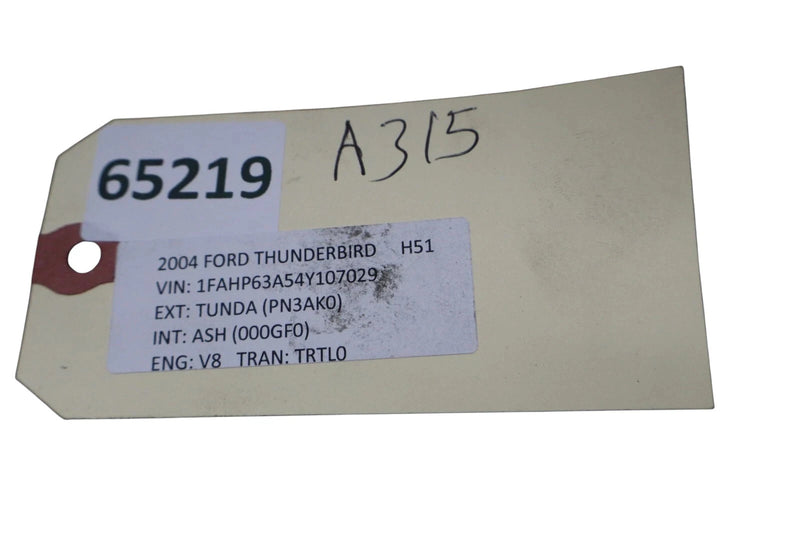 65219
A315
2004 FORD THUNDERBIRD H51
VIN: 1FAHP63A54Y107029
EXT: TUNDA (PN3AK0)
INT: ASH (000GF0)
ENG: V8 TRAN: TRTL0